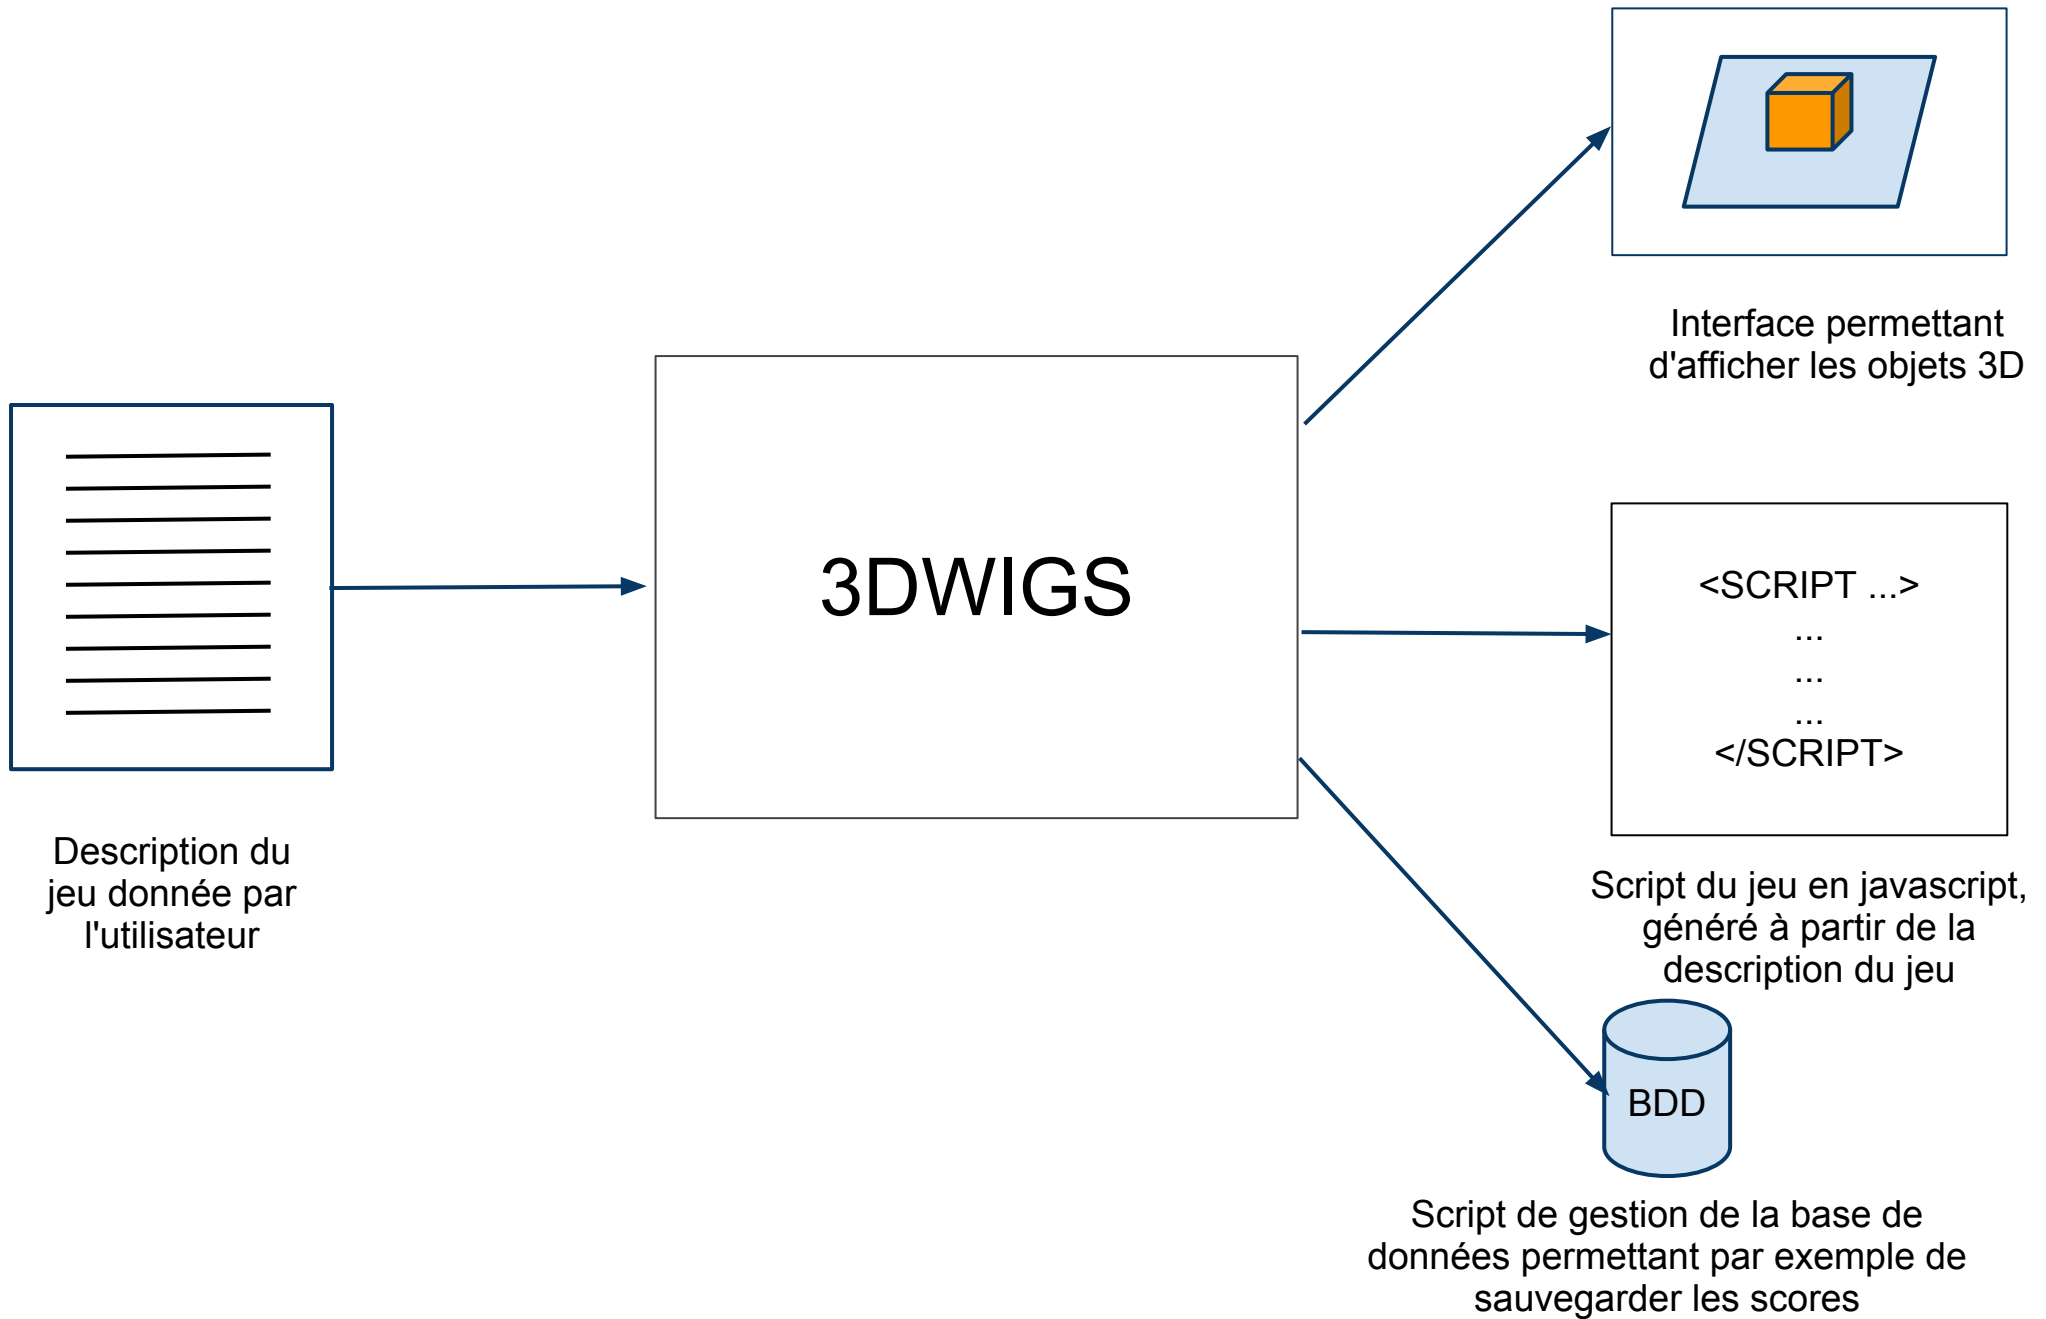 Interface permettant
d'afficher les objets 3D
3DWIGS
<SCRIPT ...>
...
...
...
</SCRIPT>
Description du
jeu donnée par
l'utilisateur
Script du jeu en javascript,
généré à partir de la
description du jeu
BDD
Script de gestion de la base de
données permettant par exemple de
sauvegarder les scores